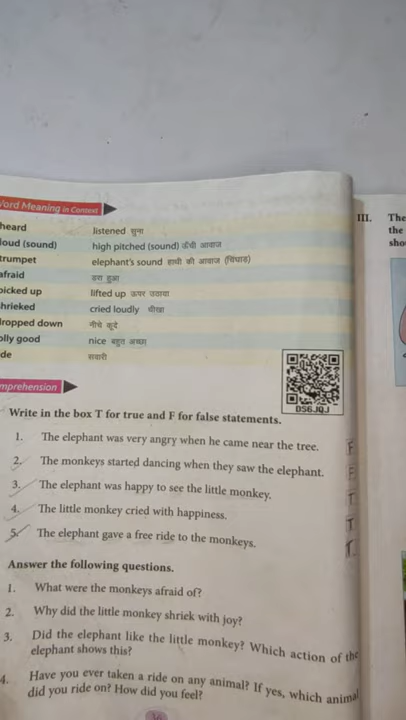 Word Meaning in Context
heard listened सुना
loud (sound) high pitched (sound) ऊँची आवाज
trumpet elephant's sound हाथी की आवाज (चिंघाड़)
afraid डरा हुआ
picked up lifted up ऊपर उठाया
hrieked cried loudly चीखा
dropped down नीचे कूदे
olly good nice बहुत अच्छा
de सवारी
DS6JQJ
mprehension
Write in the box T for true and F for false statements.
1. The elephant was very angry when he came near the tree. F
2. The monkeys started dancing when they saw the elephant. F
3. The elephant was happy to see the little monkey. T
4. The little monkey cried with happiness. T
5. The elephant gave a free ride to the monkeys. T
Answer the following questions.
1. What were the monkeys afraid of?
2. Why did the little monkey shriek with joy?
3. Did the elephant like the little monkey? Which action of the
elephant shows this?
4. Have you ever taken a ride on any animal? If yes, which animal
did you ride on? How did you feel?
36
III. The
the
sho